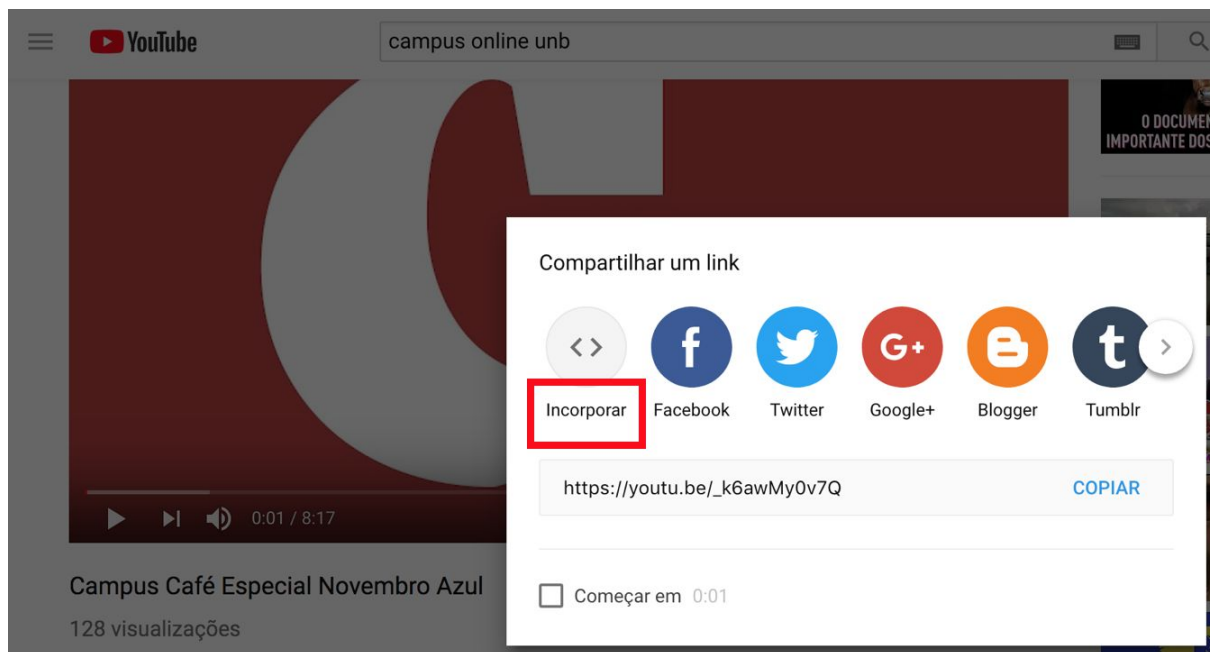 YouTube
campus online unb
O DOCUMEN
IMPORTANTE DOS
Compartilhar um link
f
G+
t
Incorporar
Facebook
Twitter
Google+
Blogger
Tumblr
https://youtu.be/_k6awMy0v7Q
COPIAR
0:01 / 8:17
Começar em 0:01
Campus Café Especial Novembro Azul
128 visualizações